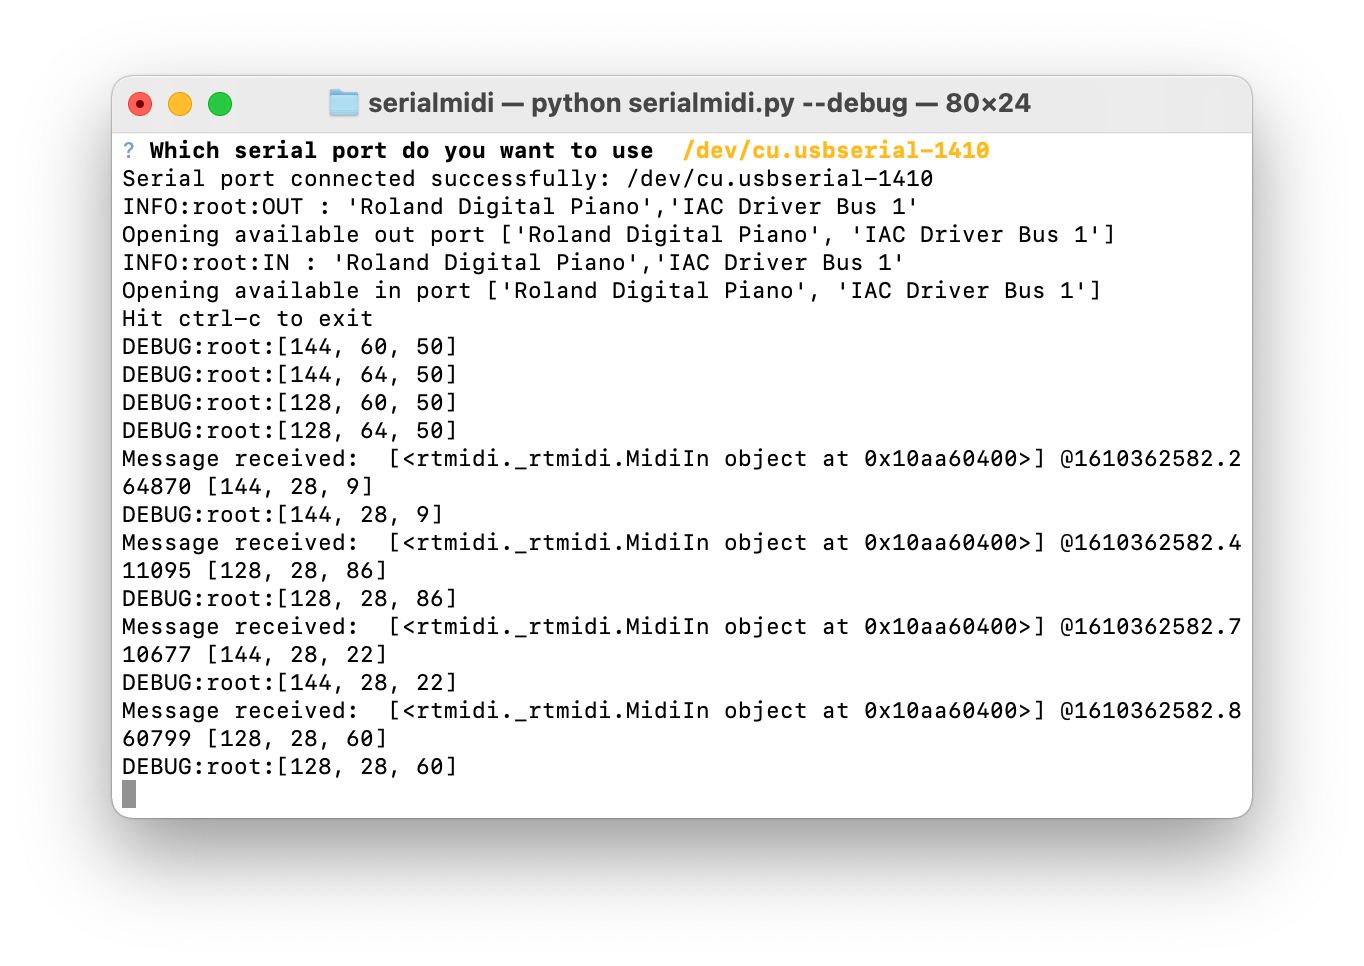 serialmidi — python serialmidi.py --debug — 80×24
? Which serial port do you want to use  /dev/cu.usbserial-1410
Serial port connected successfully: /dev/cu.usbserial-1410
INFO:root:OUT : 'Roland Digital Piano','IAC Driver Bus 1'
Opening available out port ['Roland Digital Piano', 'IAC Driver Bus 1']
INFO:root:IN : 'Roland Digital Piano','IAC Driver Bus 1'
Opening available in port ['Roland Digital Piano', 'IAC Driver Bus 1']
Hit ctrl-c to exit
DEBUG:root:[144, 60, 50]
DEBUG:root:[144, 64, 50]
DEBUG:root:[128, 60, 50]
DEBUG:root:[128, 64, 50]
Message received:  [<rtmidi._rtmidi.MidiIn object at 0x10aa60400>] @1610362582.2
64870 [144, 28, 9]
DEBUG:root:[144, 28, 9]
Message received:  [<rtmidi._rtmidi.MidiIn object at 0x10aa60400>] @1610362582.4
11095 [128, 28, 86]
DEBUG:root:[128, 28, 86]
Message received:  [<rtmidi._rtmidi.MidiIn object at 0x10aa60400>] @1610362582.7
10677 [144, 28, 22]
DEBUG:root:[144, 28, 22]
Message received:  [<rtmidi._rtmidi.MidiIn object at 0x10aa60400>] @1610362582.8
60799 [128, 28, 60]
DEBUG:root:[128, 28, 60]